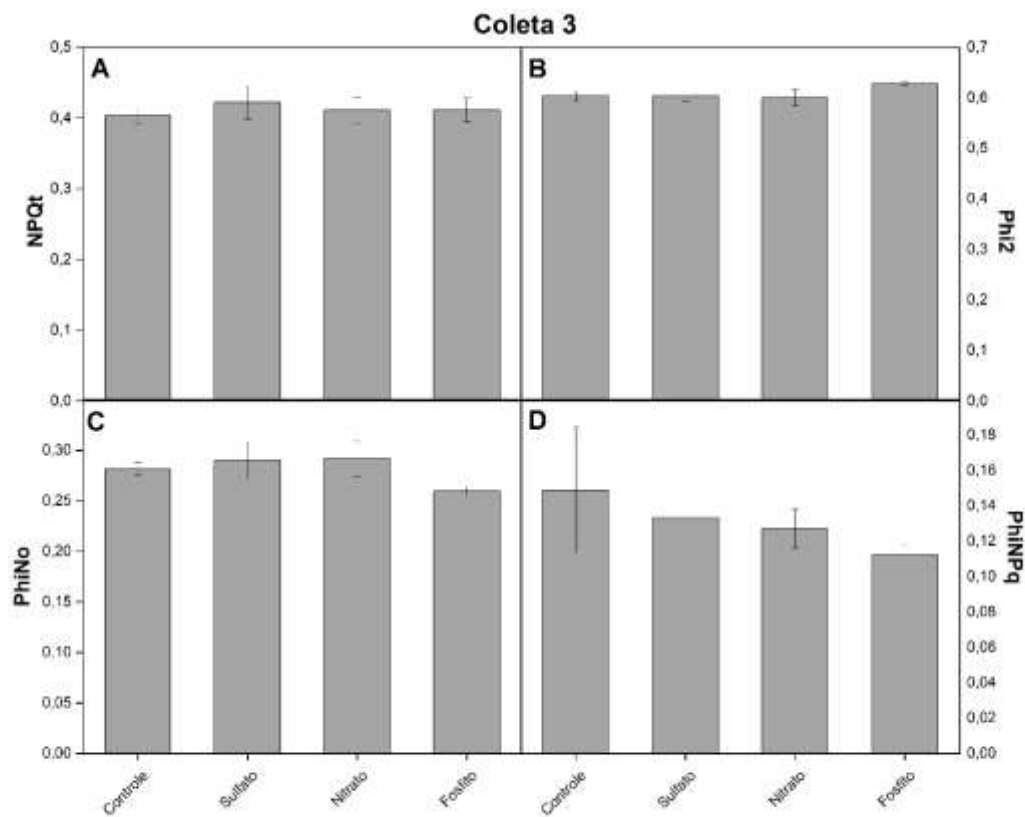 Coleta 3
A
0,5
0,4
0,3
0,2
0,1
0,0
NPQt
B
0,7
0,6
0,5
0,4
0,3
0,2
0,1
0,0
Phi2
C
0,30
0,25
0,20
0,15
0,10
0,05
0,00
PhiNo
D
0,18
0,16
0,14
0,12
0,10
0,08
0,06
0,04
0,02
0,00
PhiNPq
Controle
Sulfato
Nitrato
Fosfito
Controle
Sulfato
Nitrato
Fosfito